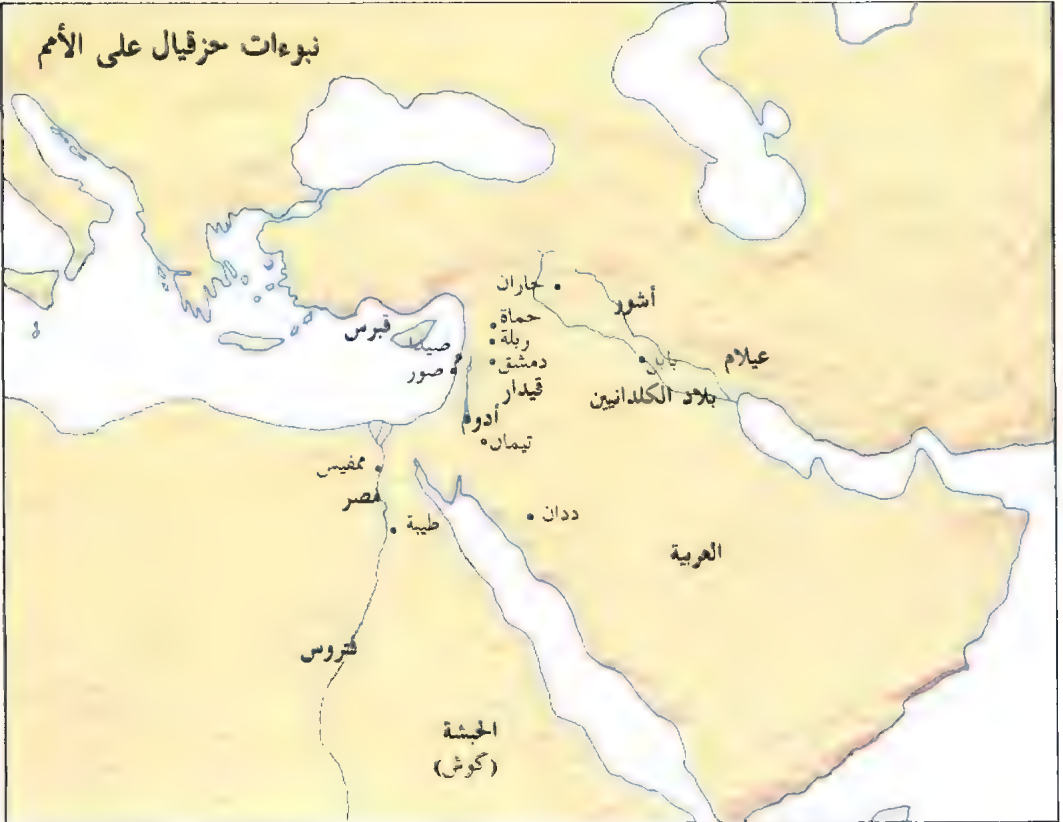 نبوءات حزقيال على الأمم
حاران
أشور
حماة
قبرس
ربلة
صيدا
دمشق
بابل
عيلام
صور
قيدار
بلاد الكلدانيين
أدوم
تيمان
ممفيس
مصر
ددان
طيبة
العربية
فتروس
الحبشة
(كوش)